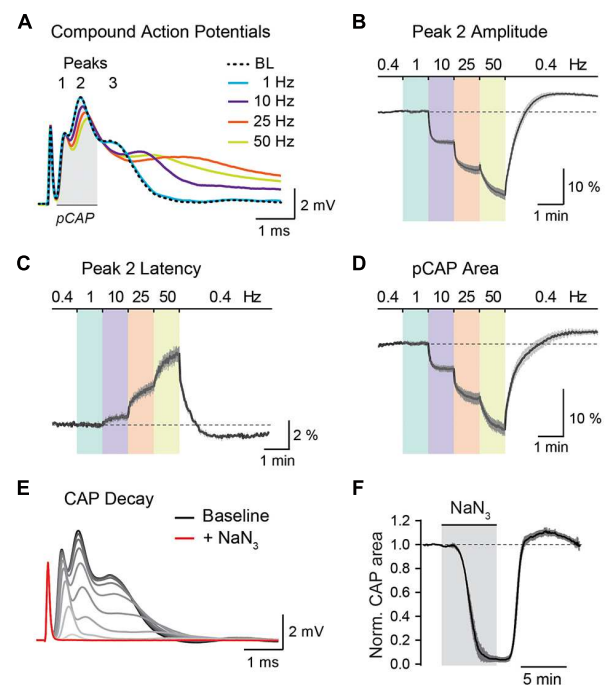 A Compound Action Potentials
Peaks
1 2 3
BL
1 Hz
10 Hz
25 Hz
50 Hz
pCAP
2 mV
1 ms
B Peak 2 Amplitude
0.4 1 10 25 50 0.4 Hz
10 %
1 min
C Peak 2 Latency
0.4 1 10 25 50 0.4 Hz
2 %
1 min
D pCAP Area
0.4 1 10 25 50 0.4 Hz
10 %
1 min
E CAP Decay
Baseline
+ NaN3
2 mV
1 ms
F NaN3
Norm. CAP area
1.2
1.0
0.8
0.6
0.4
0.2
0.0
5 min